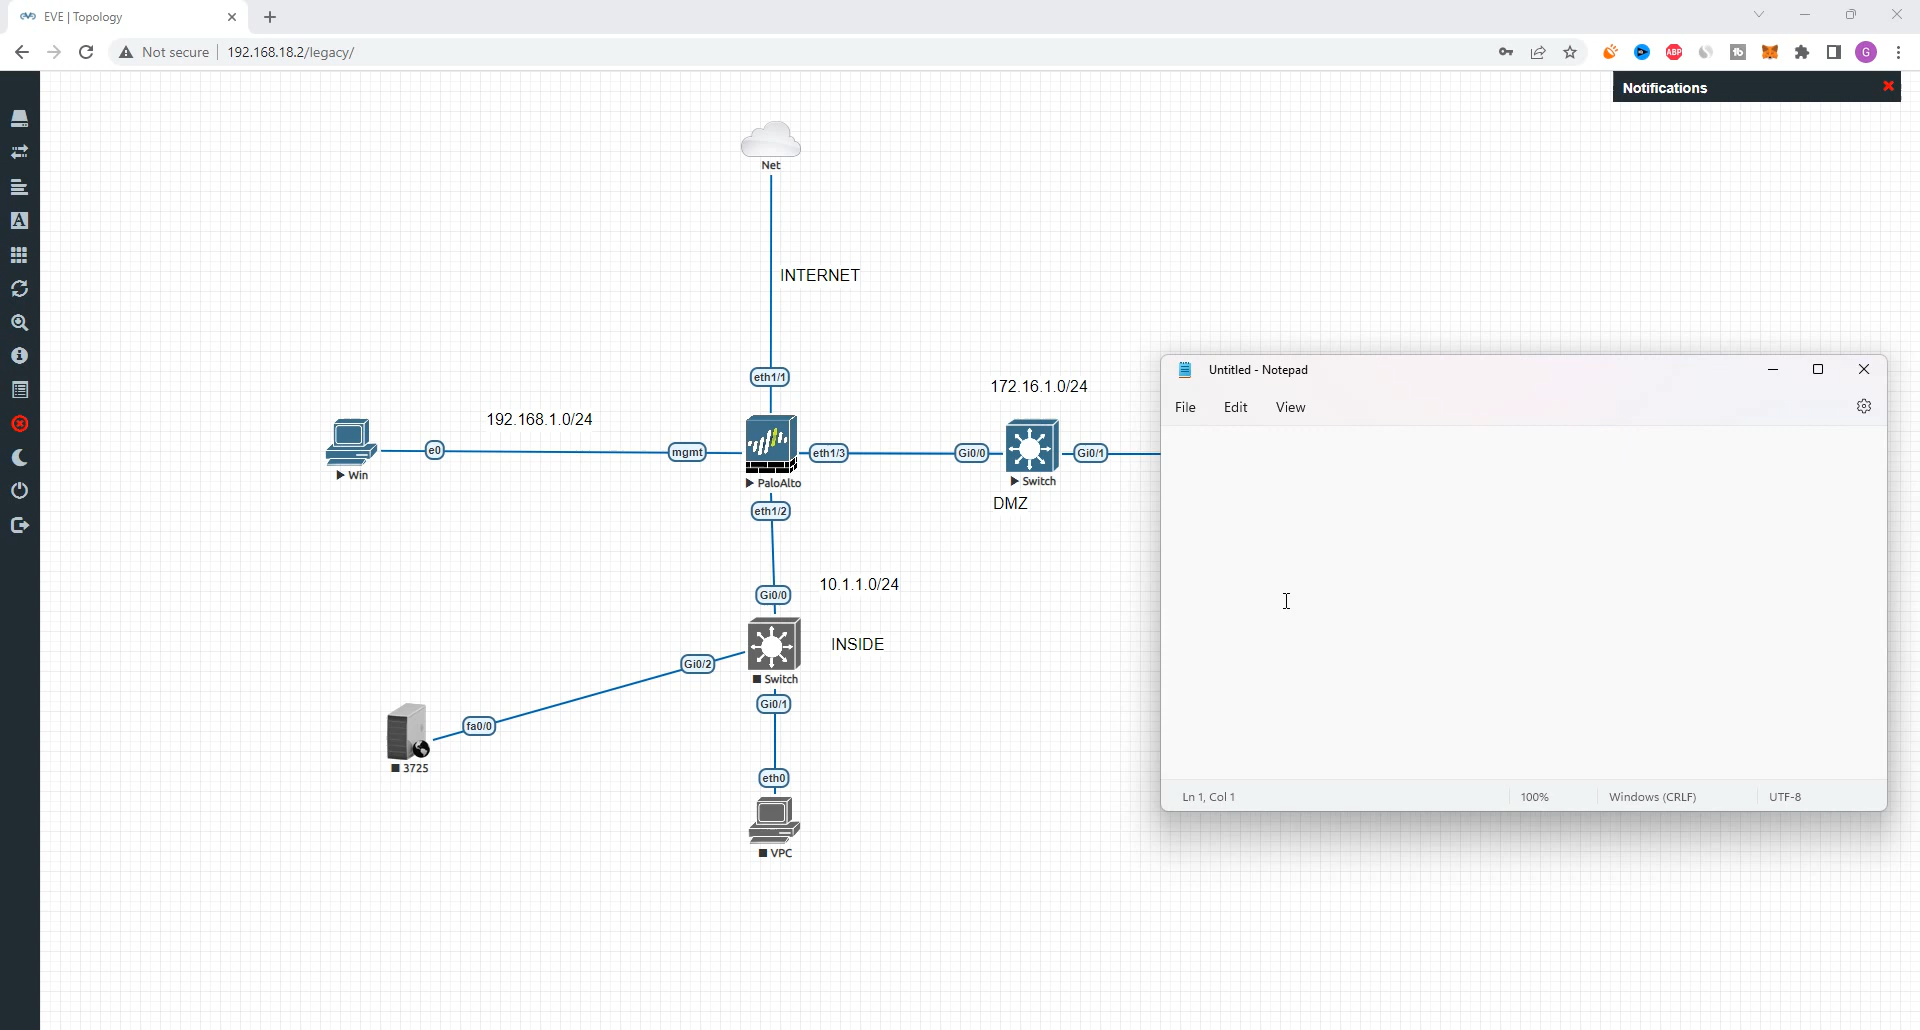 EVE | Topology
Not secure
192.168.18.2/legacy/
ABP
G
Notifications
Net
INTERNET
eth1/1
172.16.1.0/24
192.168.1.0/24
e0
mgmt
eth1/3
Gi0/0
Gi0/1
Win
PaloAlto
Switch
DMZ
eth1/2
10.1.1.0/24
Gi0/0
INSIDE
Gi0/2
Switch
Gi0/1
fa0/0
3725
eth0
VPC
Untitled - Notepad
File Edit View
Ln 1, Col 1
100%
Windows (CRLF)
UTF-8